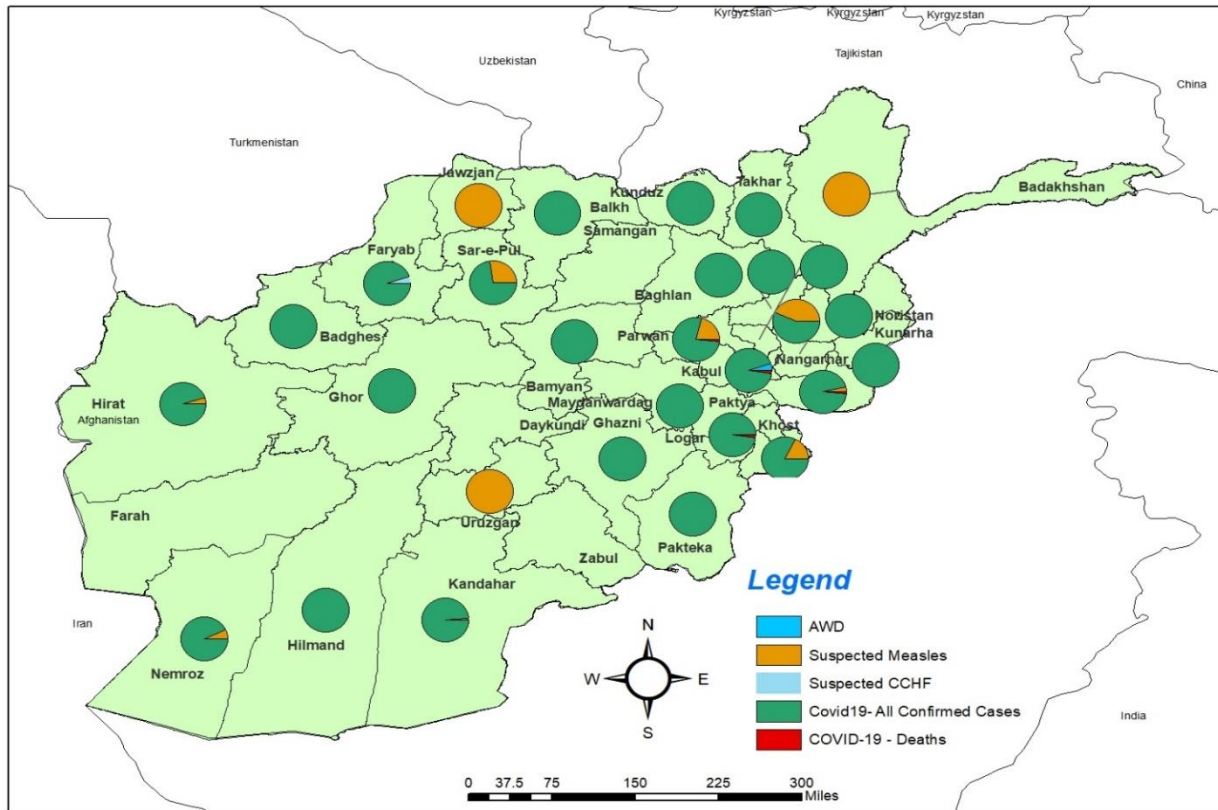 Kyrgyzstan
Kyrgyzstan
Kyrgyzstan
Uzbekistan
Tajikistan
China
Turkmenistan
Jawzjan
Kunduz
Takhar
Balkh
Badakhshan
Samangan
Faryab
Sar-e-Pul
Baghlan
Badghes
Parwan
Noristan
Kunarha
Kabul
Nangarhar
Bamyan
Ghor
Hirat
Afghanistan
Maydanwardag
Paktya
Daykundi
Ghazni
Khost
Logar
Farah
Uruzgan
Pakteka
Zabul
Kandahar
Iran
Hilmand
Nemroz
India
Legend
AWD
Suspected Measles
Suspected CCHF
Covid19- All Confirmed Cases
COVID-19 - Deaths
N
W
E
S
0 37.5 75 150 225 300
Miles